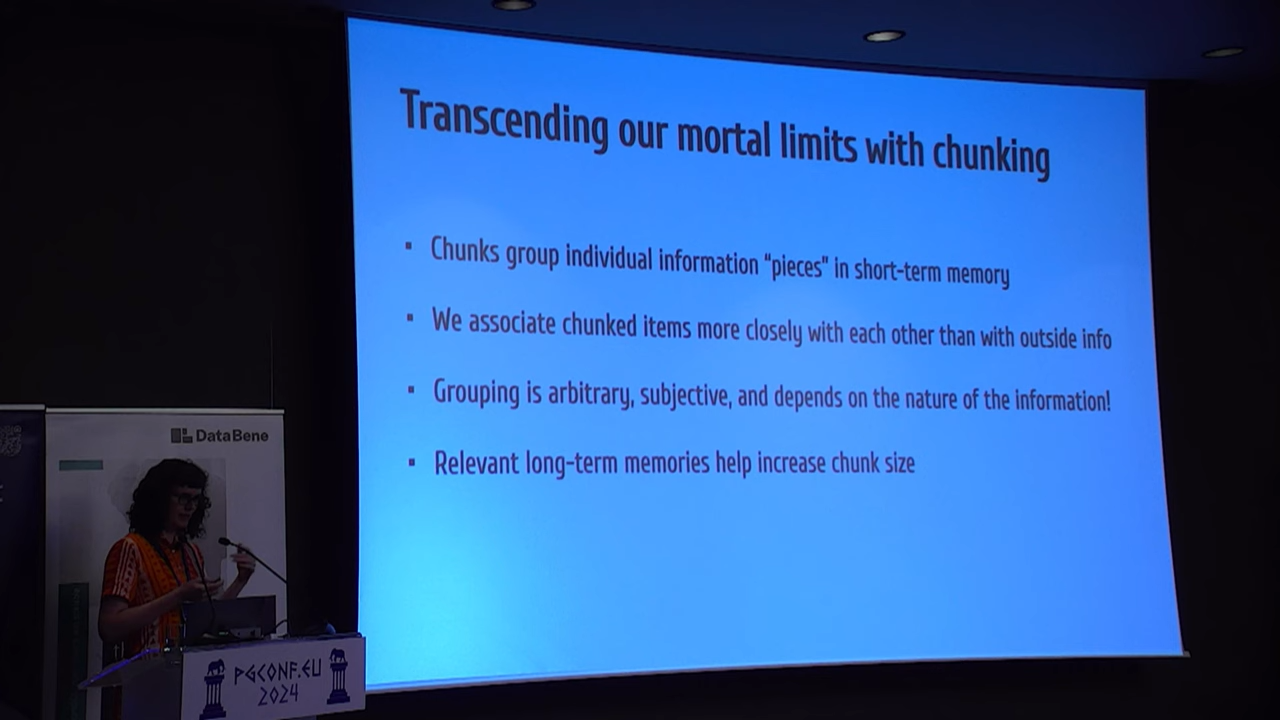 Transcending our mortal limits with chunking
▪ Chunks group individual information “pieces” in short-term memory
▪ We associate chunked items more closely with each other than with outside info
▪ Grouping is arbitrary, subjective, and depends on the nature of the information!
▪ Relevant long-term memories help increase chunk size
DataBene
PGCONF.EU
2024